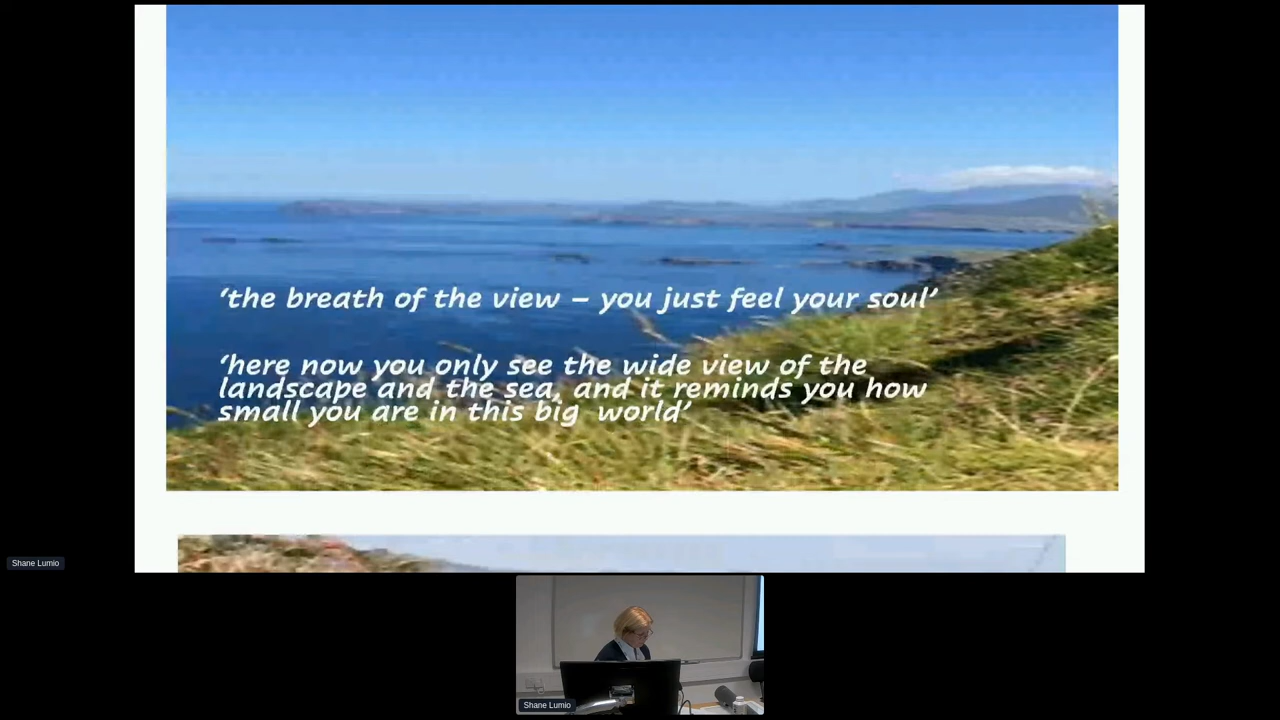 ‘the breath of the view – you just feel your soul’
‘here now you only see the wide view of the
landscape and the sea, and it reminds you how
small you are in this big  world’
Shane Lumio
Shane Lumio